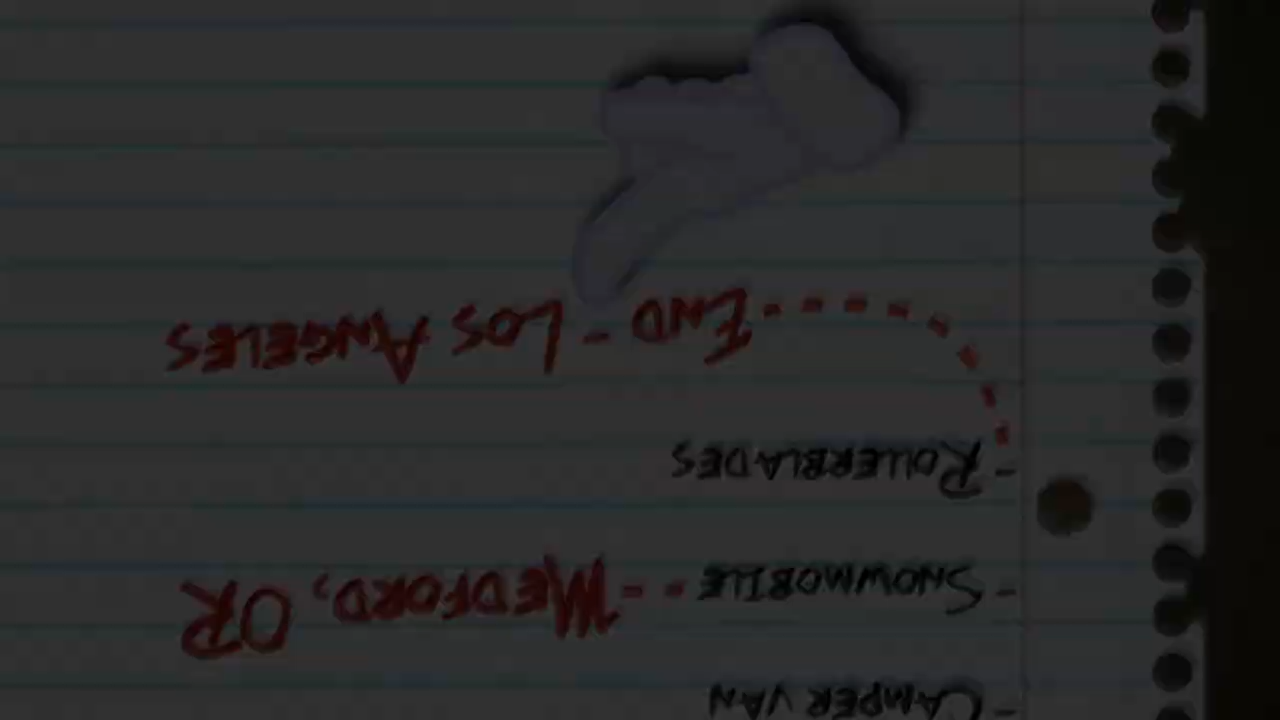 - CAMPER VAN
- SNOWMOBILE -- MEDFORD, OR
- ROLLERBLADES
END - LOS ANGELES